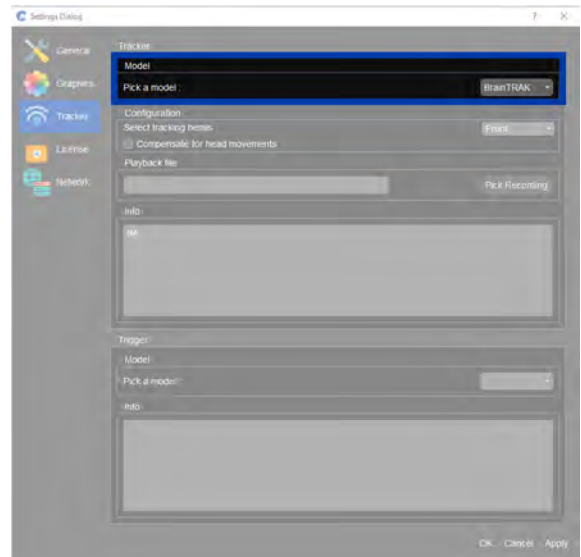 Settings Dialog
General
Graphics
Tracker
License
Network
Tracker
Model
Pick a model :
BrainTRAK
Configuration
Select tracking hemis
Front
Compensate for head movements
Playback file
Pick Recording
Info
Trigger
Model
Pick a model :
Info
OK Cancel Apply